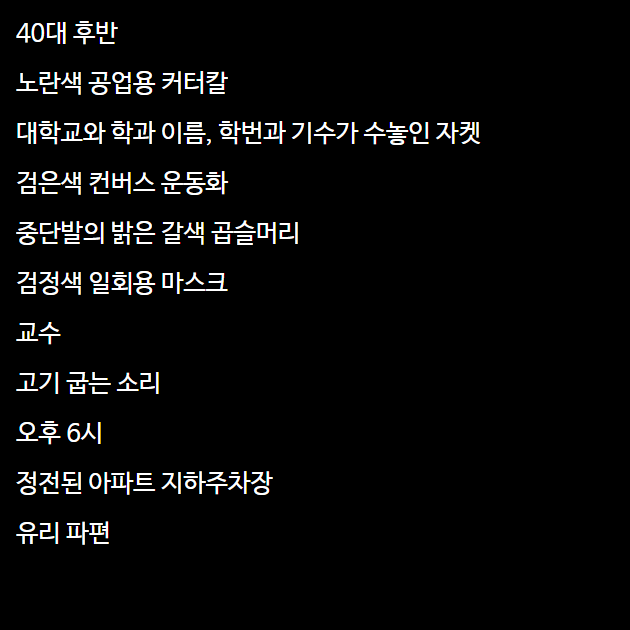 40대 후반
노란색 공업용 커터칼
대학교와 학과 이름, 학번과 기수가 수놓인 자켓
검은색 컨버스 운동화
중단발의 밝은 갈색 곱슬머리
검정색 일회용 마스크
교수
고기 굽는 소리
오후 6시
정전된 아파트 지하주차장
유리 파편